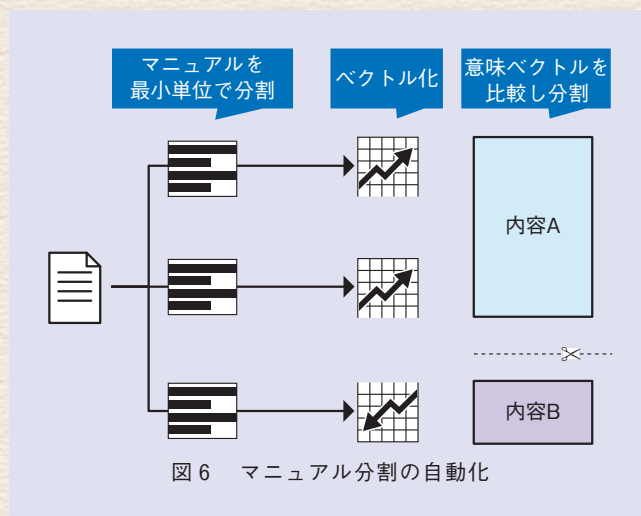 マニュアルを
最小単位で分割
ベクトル化
意味ベクトルを
比較し分割
内容A
内容B
図6 マニュアル分割の自動化